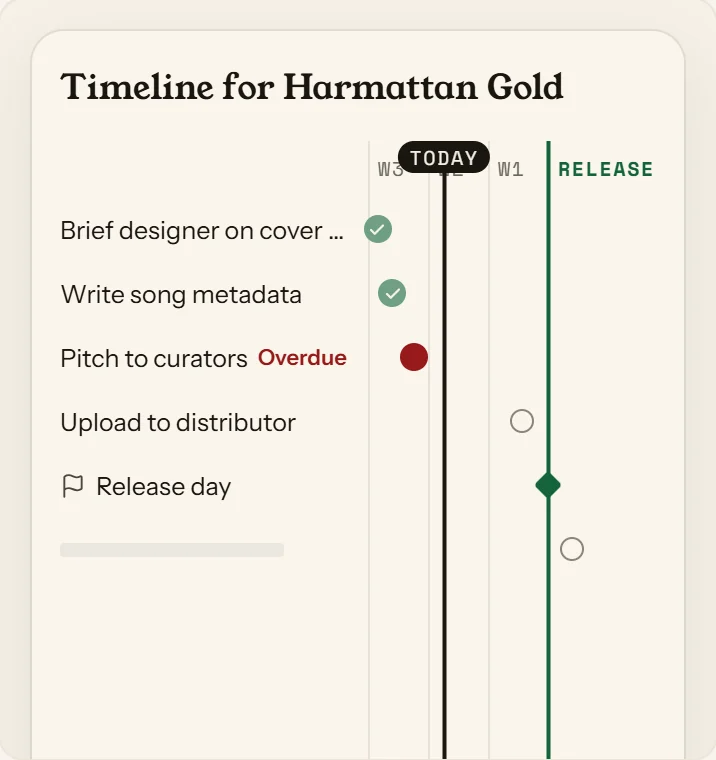 Timeline for Harmattan Gold
TODAY
W3 W1 RELEASE
Brief designer on cover ...
Write song metadata
Pitch to curators Overdue
Upload to distributor
Release day